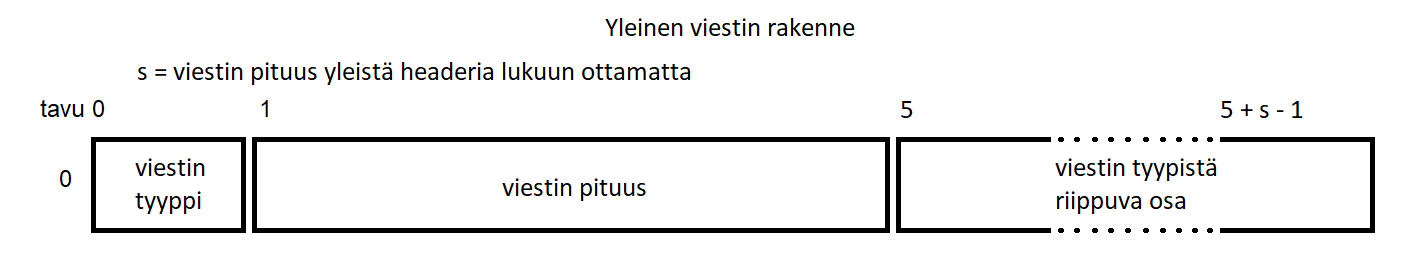 Yleinen viestin rakenne
s = viestin pituus yleistä headeria lukuun ottamatta
tavu 0 1 5 5 + s - 1
0
viestin
tyyppi
viestin pituus
viestin tyypistä
riippuva osa